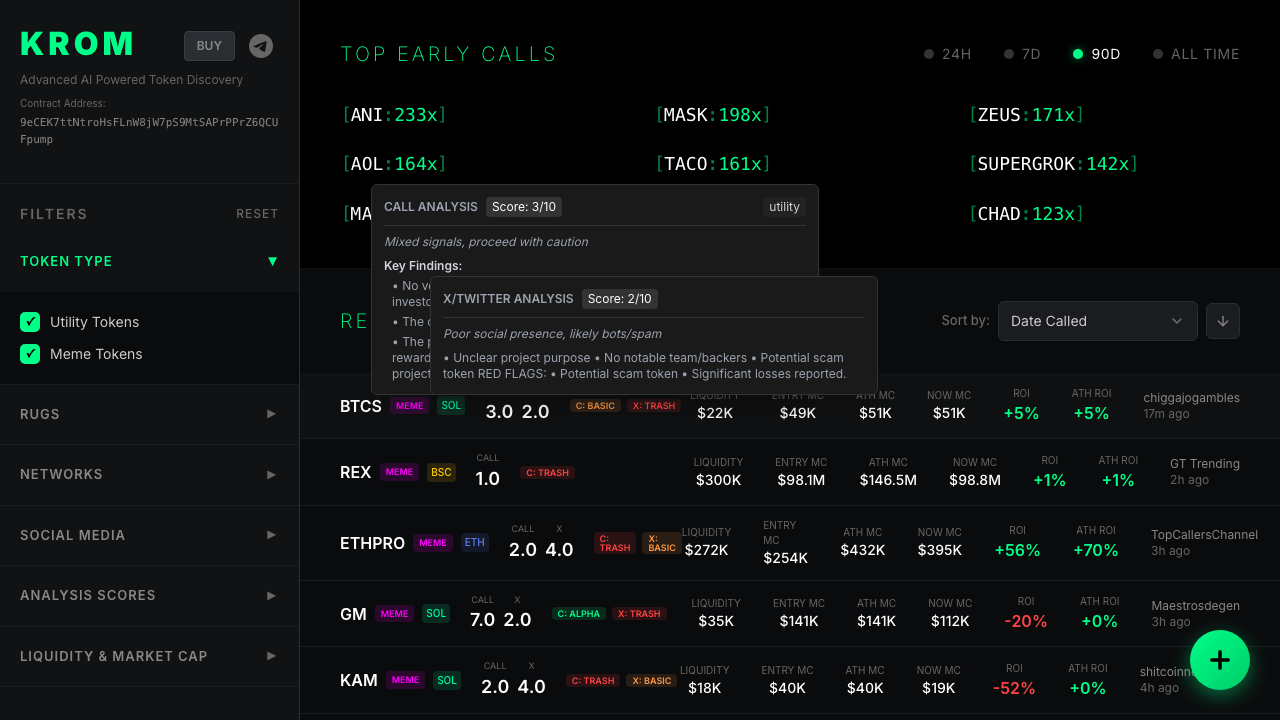 KROM
BUY
Advanced AI Powered Token Discovery
Contract Address:
9eCEK7ttNtroHsFLnW8jW7pS9MtSAPrPPrZ6QCU
Fpump
FILTERS
RESET
TOKEN TYPE ▼
✓ Utility Tokens
✓ Meme Tokens
RUGS ▶
NETWORKS ▶
SOCIAL MEDIA ▶
ANALYSIS SCORES ▶
LIQUIDITY & MARKET CAP ▶
TOP EARLY CALLS
24H 7D 90D ALL TIME
[ANI:233x] [MASK:198x] [ZEUS:171x]
[AOL:164x] [TACO:161x] [SUPERGROK:142x]
[MA [CHAD:123x]
CALL ANALYSIS Score: 3/10 utility
Mixed signals, proceed with caution
Key Findings:
• No ve
investo
• The c
• The p
reward
project
X/TWITTER ANALYSIS Score: 2/10
Poor social presence, likely bots/spam
• Unclear project purpose • No notable team/backers • Potential scam
token RED FLAGS: • Potential scam token • Significant losses reported.
RE
Sort by: Date Called
BTCS MEME SOL 3.0 2.0 C: BASIC X: TRASH LIQUIDITY $22K ENTRY MC $49K ATH MC $51K NOW MC $51K ROI +5% ATH ROI +5% chiggajogambles 17m ago
REX MEME BSC CALL 1.0 C: TRASH LIQUIDITY $300K ENTRY MC $98.1M ATH MC $146.5M NOW MC $98.8M ROI +1% ATH ROI +1% GT Trending 2h ago
ETHPRO MEME ETH CALL 2.0 X 4.0 C: TRASH X: BASIC LIQUIDITY $272K ENTRY MC $254K ATH MC $432K NOW MC $395K ROI +56% ATH ROI +70% TopCallersChannel 3h ago
GM MEME SOL CALL 7.0 X 2.0 C: ALPHA X: TRASH LIQUIDITY $35K ENTRY MC $141K ATH MC $141K NOW MC $112K ROI -20% ATH ROI +0% Maestrosdegen 3h ago
KAM MEME SOL CALL 2.0 X 4.0 C: TRASH X: BASIC LIQUIDITY $18K ENTRY MC $40K ATH MC $40K NOW MC $19K ROI -52% ATH ROI +0% 4h ago